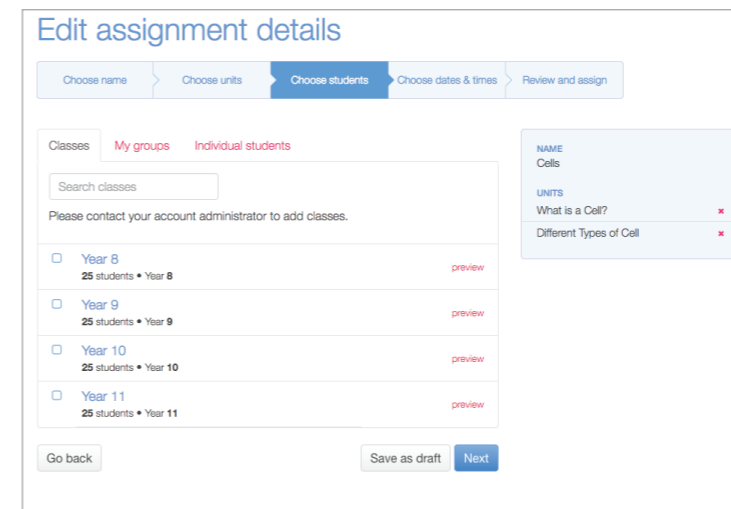 Edit assignment details
Choose name
Choose units
Choose students
Choose dates & times
Review and assign
Classes
My groups
Individual students
Search classes
Please contact your account administrator to add classes.
Year 8
25 students • Year 8
preview
Year 9
25 students • Year 9
preview
Year 10
25 students • Year 10
preview
Year 11
25 students • Year 11
preview
Go back
Save as draft
Next
NAME
Cells
UNITS
What is a Cell?
Different Types of Cell